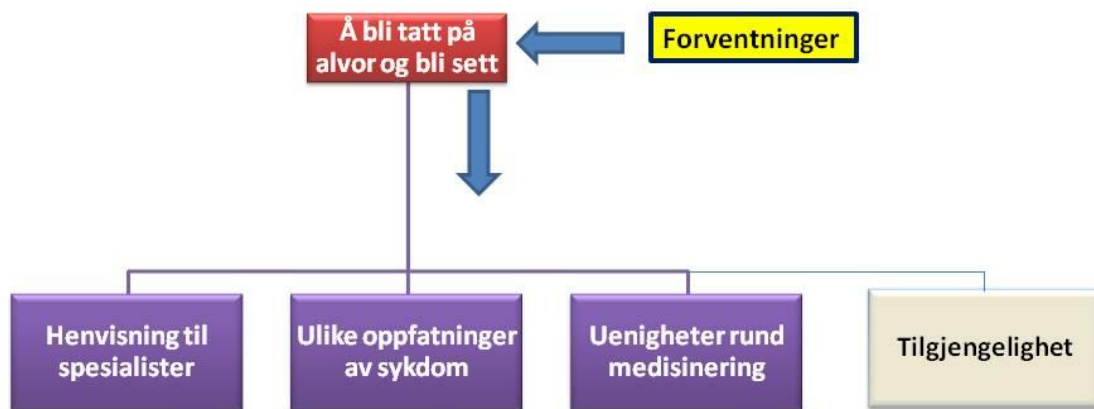 Å bli tatt på
alvor og bli sett
Forventninger
Henvisning til
spesialister
Ulike oppfatninger
av sykdom
Uenigheter rund
medisinering
Tilgjengelighet